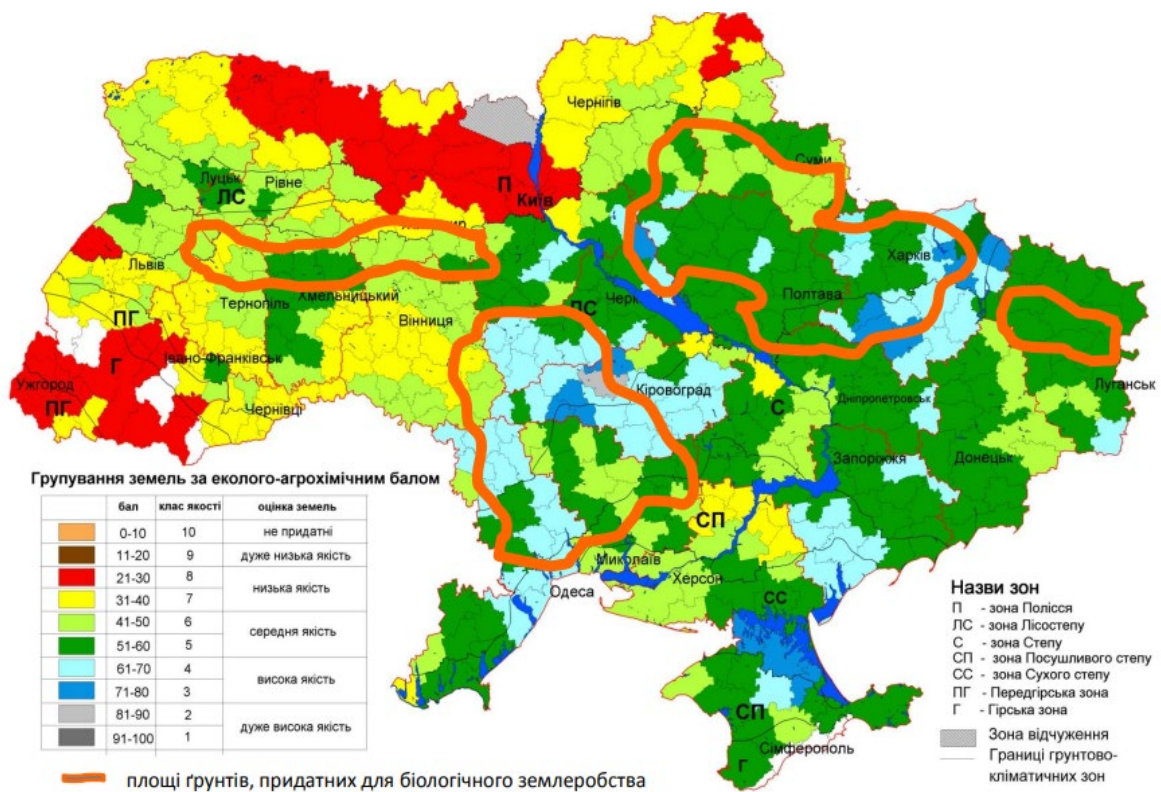 Чернігів
Суми
Луцьк
Рівне
ЛС
П
Київ
Львів
Харків
Тернопіль
Хмельницький
ЛС
Черк
Полтава
ПГ
Вінниця
Г
Івано-Франківськ
Луганськ
Ужгород
Кіровоград
ПГ
С
Дніпропетровськ
Чернівці
Запоріжжя
Донецьк
СП
Миколаїв
Херсон
Одеса
СС
СП
Сімферополь
Г
Групування земель за еколого-агрохімічним балом
бал клас якості оцінка земель
0-10 10 не придатні
11-20 9 дуже низька якість
21-30 8 низька якість
31-40 7
41-50 6 середня якість
51-60 5
61-70 4 висока якість
71-80 3
81-90 2 дуже висока якість
91-100 1
Назви зон
П - зона Полісся
ЛС - зона Лісостепу
С - зона Степу
СП - зона Посушливого степу
СС - зона Сухого степу
ПГ - Передгірська зона
Г - Гірська зона
Зона відчуження
Границі грунтово-
кліматичних зон
площі ґрунтів, придатних для біологічного землеробства